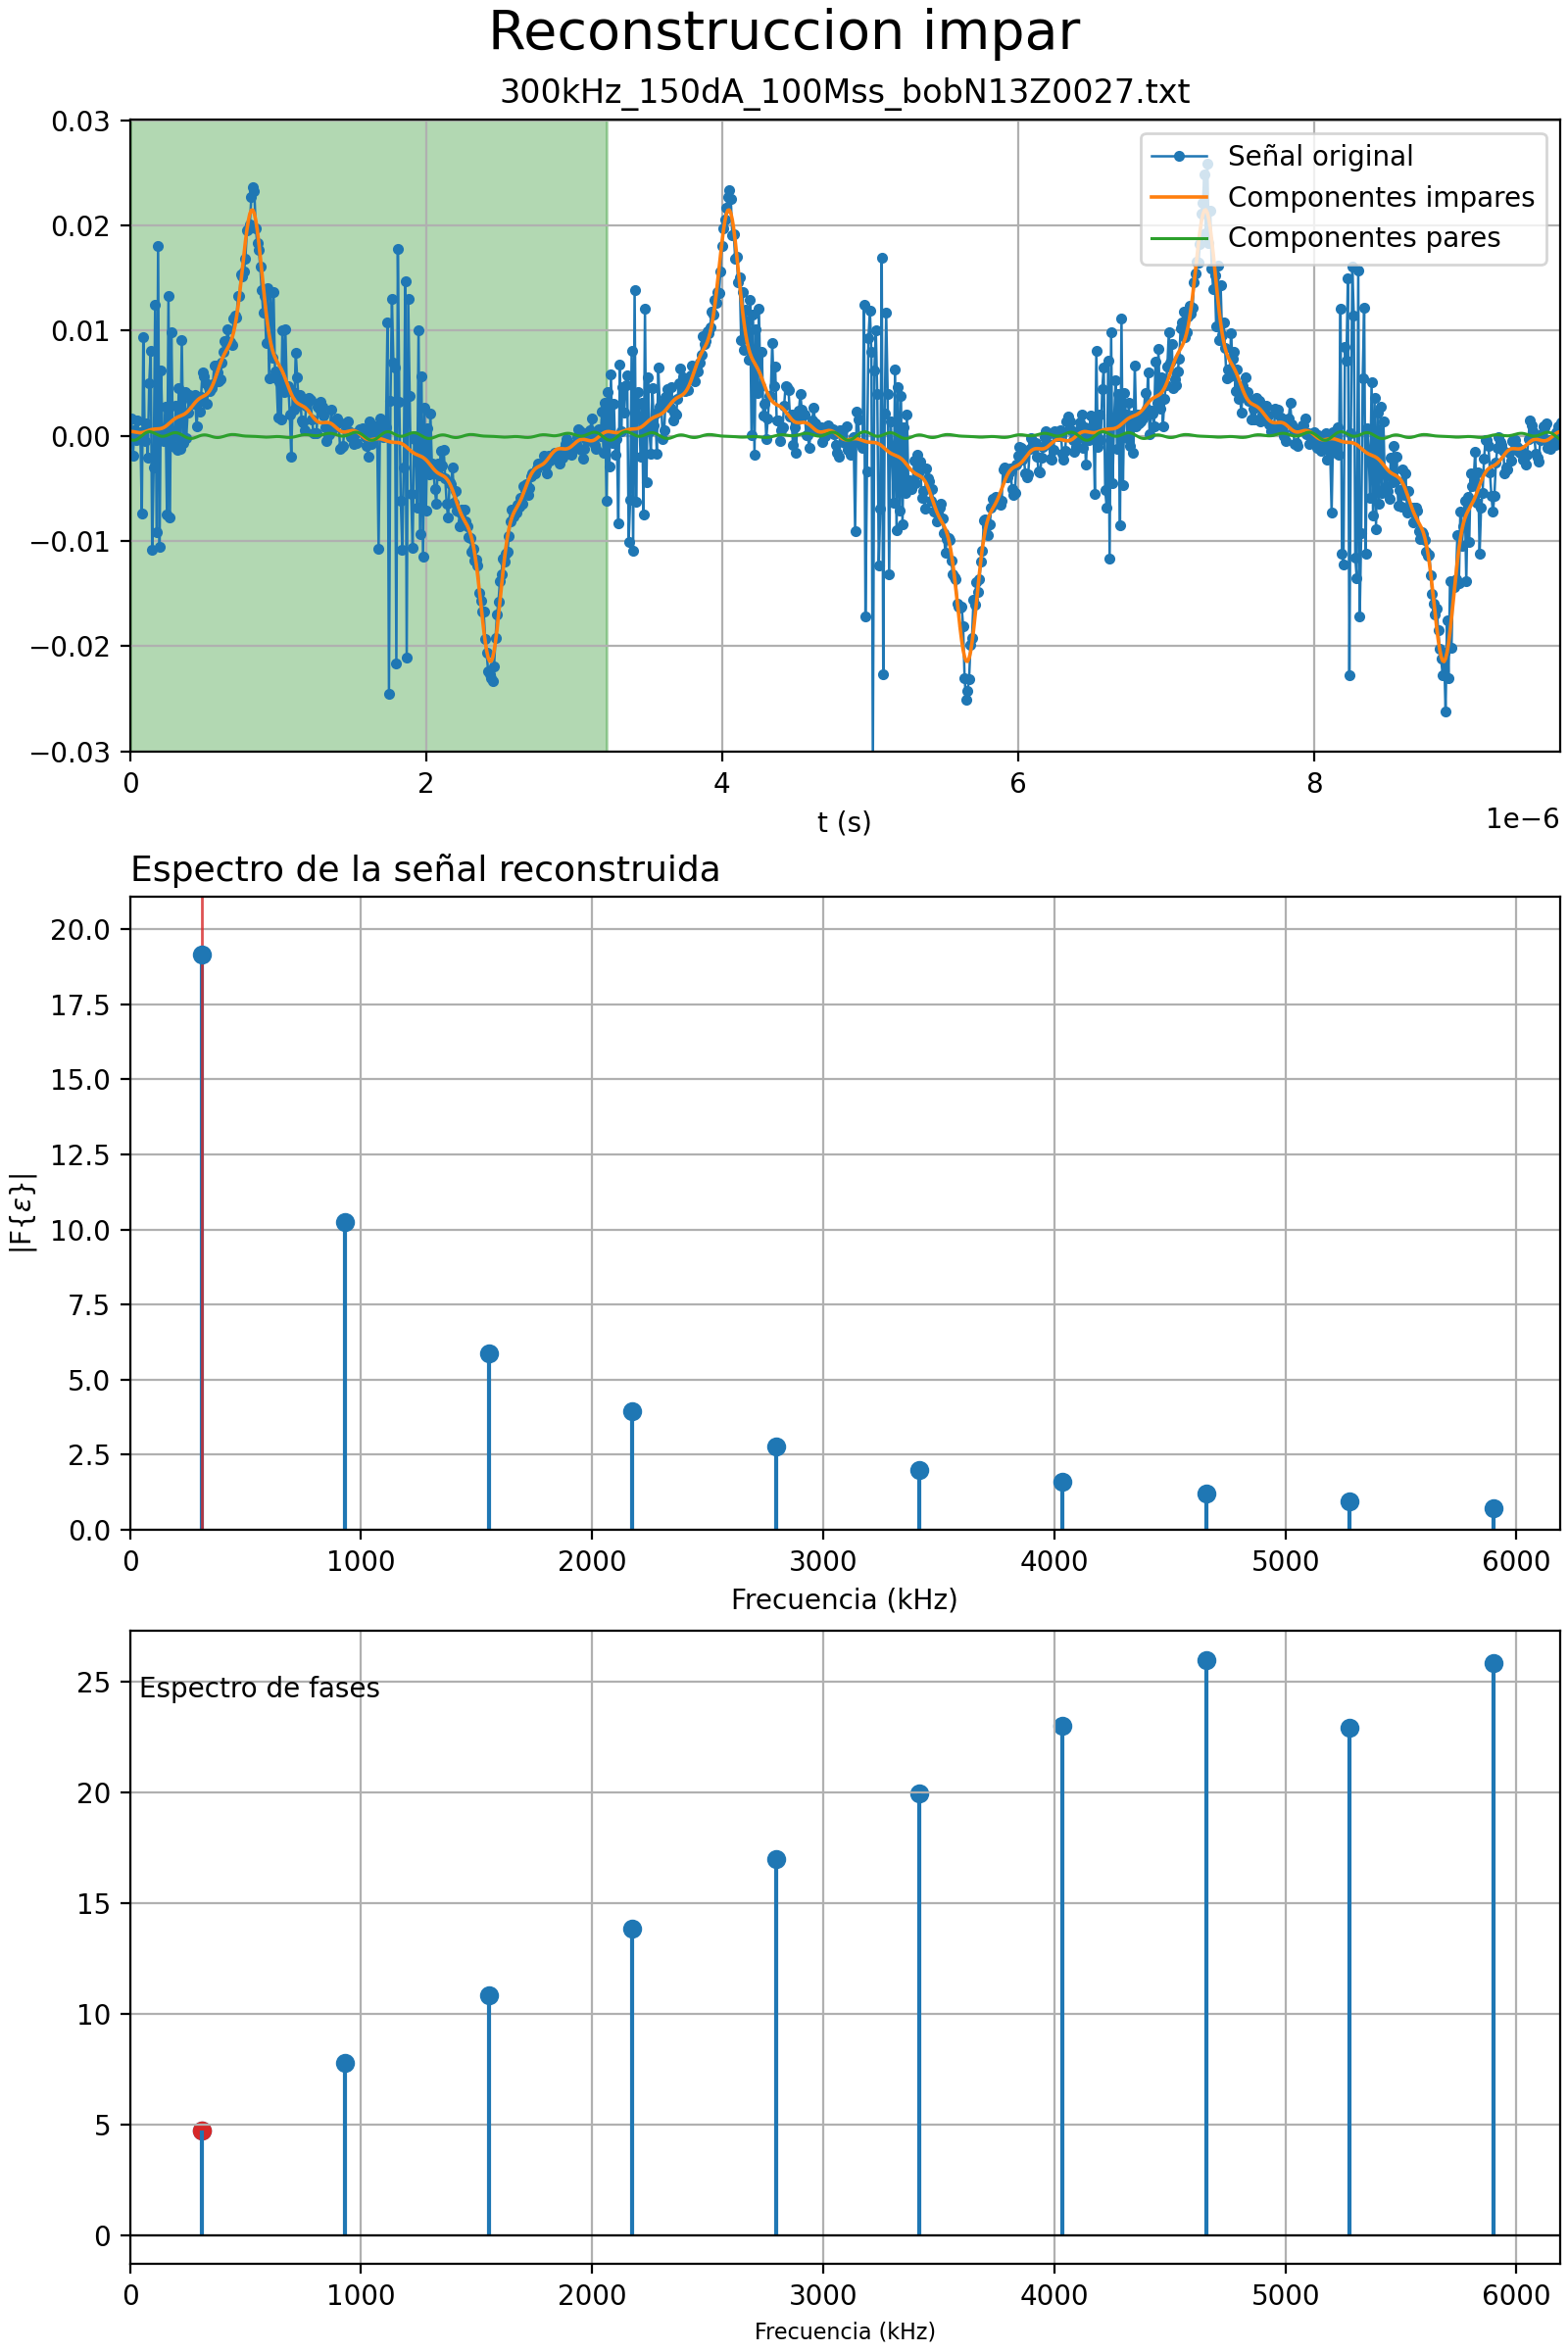 Reconstruccion impar
300kHz_150dA_100Mss_bobN13Z0027.txt
0.03
0.02
0.01
0.00
−0.01
−0.02
−0.03
Señal original
Componentes impares
Componentes pares
0 2 4 6 8
t (s)
1e−6
Espectro de la señal reconstruida
20.0
17.5
15.0
12.5
10.0
7.5
5.0
2.5
0.0
|F{ε}|
0 1000 2000 3000 4000 5000 6000
Frecuencia (kHz)
Espectro de fases
25
20
15
10
5
0
0 1000 2000 3000 4000 5000 6000
Frecuencia (kHz)